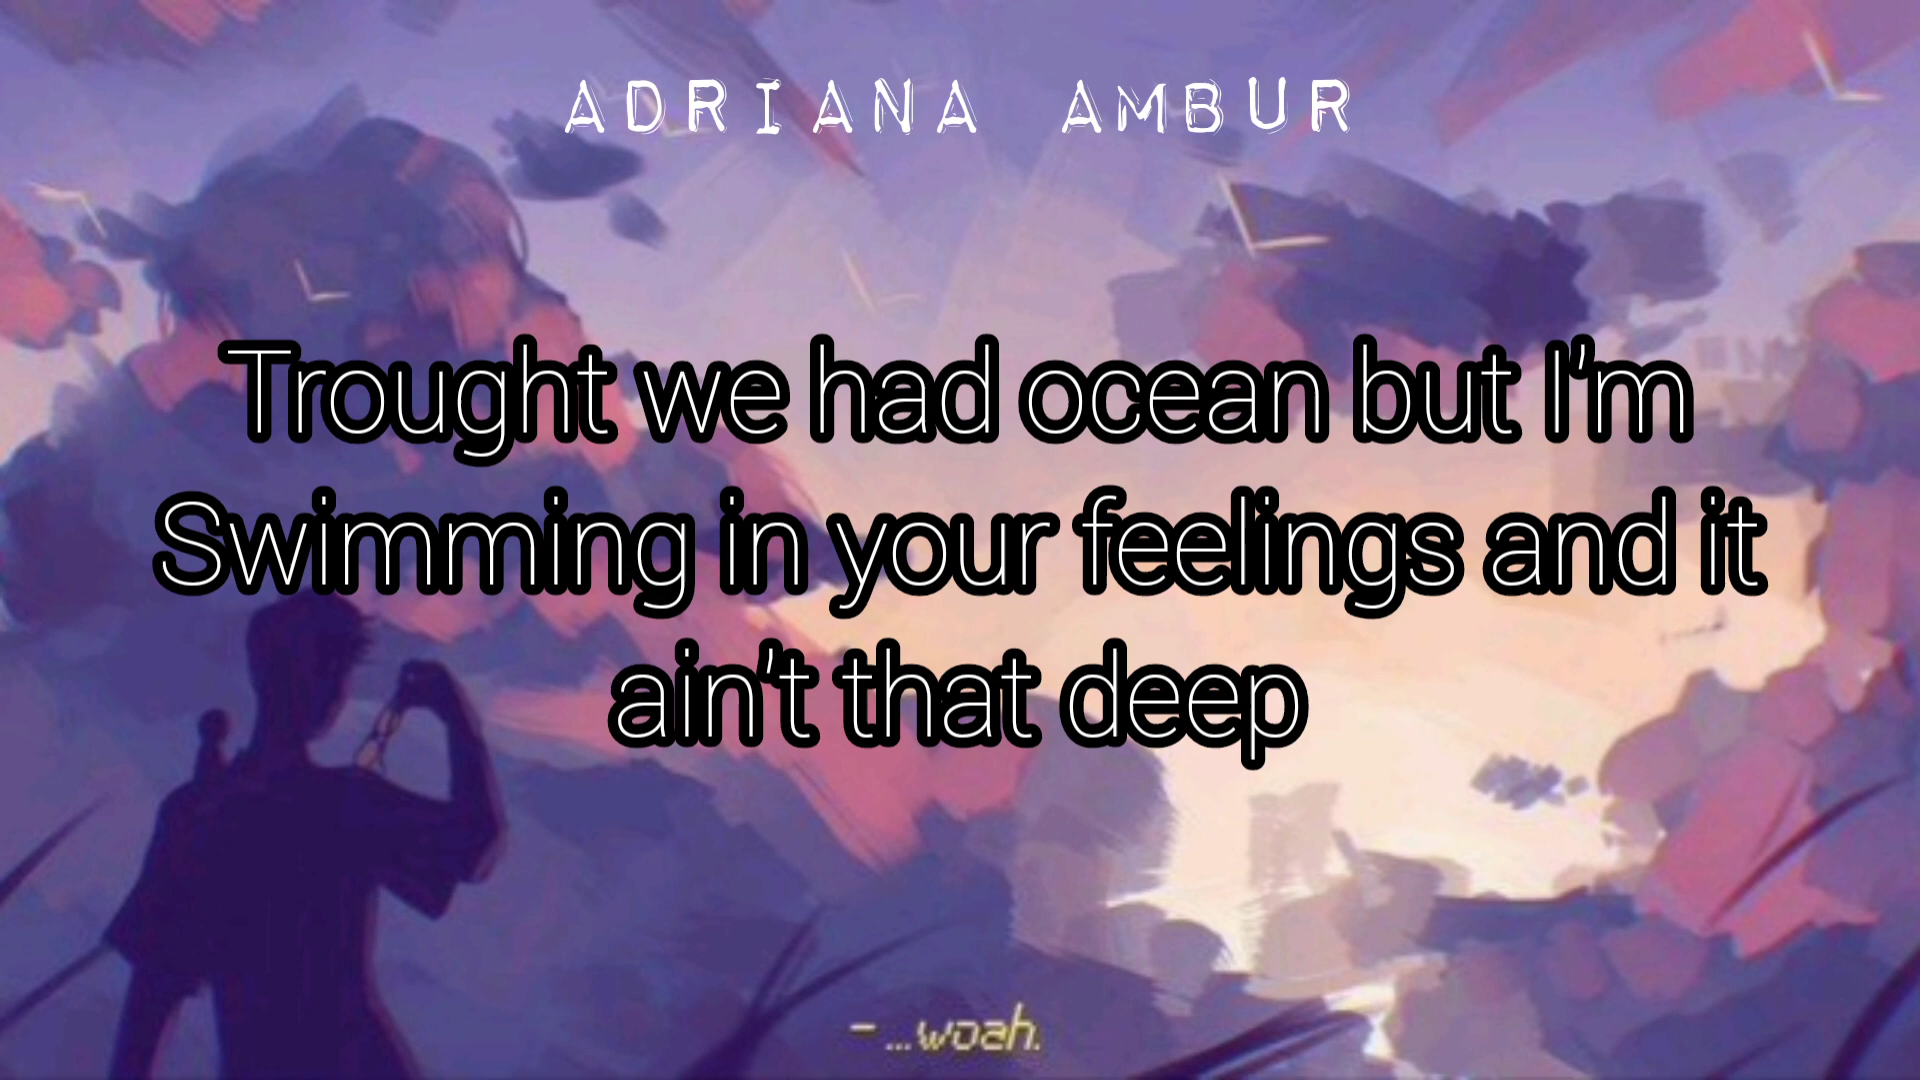 ADRIANA AMBUR
Trought we had ocean but I'm
Swimming in your feelings and it
ain't that deep
- ...woah.